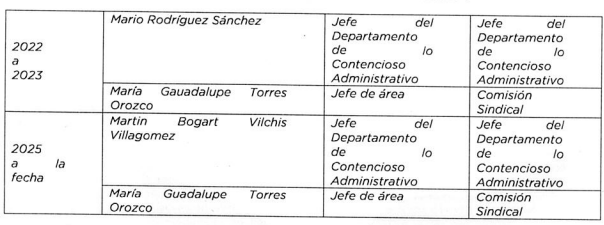 2022
a
2023
Mario Rodríguez Sánchez
Jefe del
Departamento
de lo
Contencioso
Administrativo
Jefe del
Departamento
de lo
Contencioso
Administrativo
María Gauadalupe Torres
Orozco
Jefe de área
Comisión
Sindical
2025
a la
fecha
Martin Bogart Vilchis
Villagomez
Jefe del
Departamento
de lo
Contencioso
Administrativo
Jefe del
Departamento
de lo
Contencioso
Administrativo
María Guadalupe Torres
Orozco
Jefe de área
Comisión
Sindical